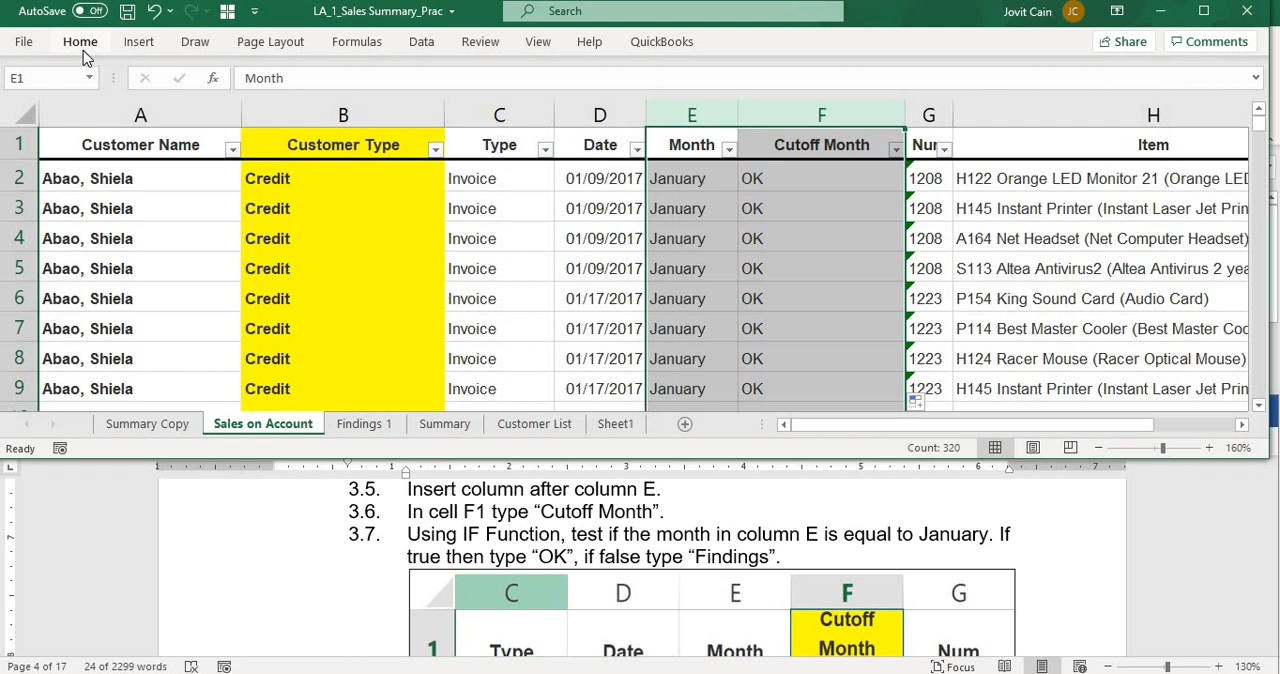 AutoSave Off LA_1_Sales Summary_Prac Search Jovit Cain JC
File Home Insert Draw Page Layout Formulas Data Review View Help QuickBooks Share Comments
E1 fx Month
A B C D E F G H
1 Customer Name Customer Type Type Date Month Cutoff Month Nur Item
2 Abao, Shiela Credit Invoice 01/09/2017 January OK 1208 H122 Orange LED Monitor 21 (Orange LED
3 Abao, Shiela Credit Invoice 01/09/2017 January OK 1208 H145 Instant Printer (Instant Laser Jet Prin
4 Abao, Shiela Credit Invoice 01/09/2017 January OK 1208 A164 Net Headset (Net Computer Headset)
5 Abao, Shiela Credit Invoice 01/09/2017 January OK 1208 S113 Altea Antivirus2 (Altea Antivirus 2 yea
6 Abao, Shiela Credit Invoice 01/17/2017 January OK 1223 P154 King Sound Card (Audio Card)
7 Abao, Shiela Credit Invoice 01/17/2017 January OK 1223 P114 Best Master Cooler (Best Master Coo
8 Abao, Shiela Credit Invoice 01/17/2017 January OK 1223 H124 Racer Mouse (Racer Optical Mouse)
9 Abao, Shiela Credit Invoice 01/17/2017 January OK 1223 H145 Instant Printer (Instant Laser Jet Prin
Summary Copy Sales on Account Findings 1 Summary Customer List Sheet1
Ready Count: 320 160%
1 1 2 3 4 5 6 7
3.5. Insert column after column E.
3.6. In cell F1 type “Cutoff Month”.
3.7. Using IF Function, test if the month in column E is equal to January. If
true then type “OK”, if false type “Findings”.
C D E F G
Cutoff
1 Type Date Month Month Num
Page 4 of 17 24 of 2299 words Focus 130%